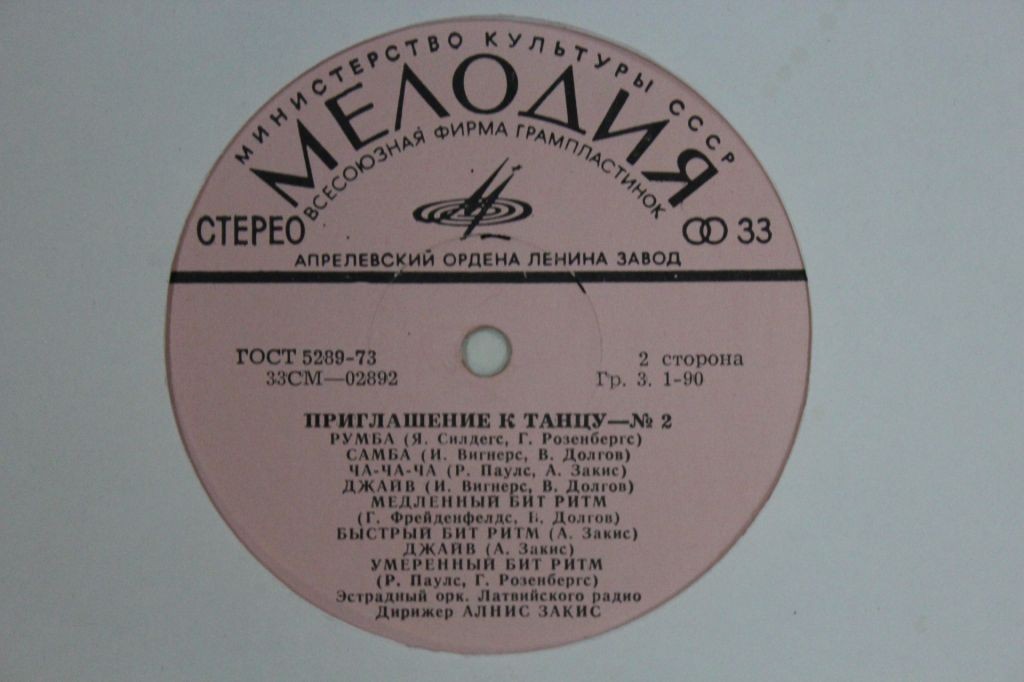 МИНИСТЕРСТВО КУЛЬТУРЫ СССР
МЕЛОДИЯ
ВСЕСОЮЗНАЯ ФИРМА ГРАМПЛАСТИНОК
СТЕРЕО
33
АПРЕЛЕВСКИЙ ОРДЕНА ЛЕНИНА ЗАВОД
ГОСТ 5289-73
2 сторона
33СМ—02892
Гр. 3. 1-90
ПРИГЛАШЕНИЕ К ТАНЦУ—№ 2
РУМБА (Я. Силдегс, Г. Розенбергс)
САМБА (И. Вигнерс, В. Долгов)
ЧА-ЧА-ЧА (Р. Паулс, А. Закис)
ДЖАЙВ (И. Вигнерс, В. Долгов)
МЕДЛЕННЫЙ БИТ РИТМ
(Г. Фрейденфелдс, В. Долгов)
БЫСТРЫЙ БИТ РИТМ (А. Закис)
ДЖАЙВ (А. Закис)
УМЕРЕННЫЙ БИТ РИТМ
(Р. Паулс, Г. Розенбергс)
Эстрадный орк. Латвийского радио
Дирижер АЛНИС ЗАКИС